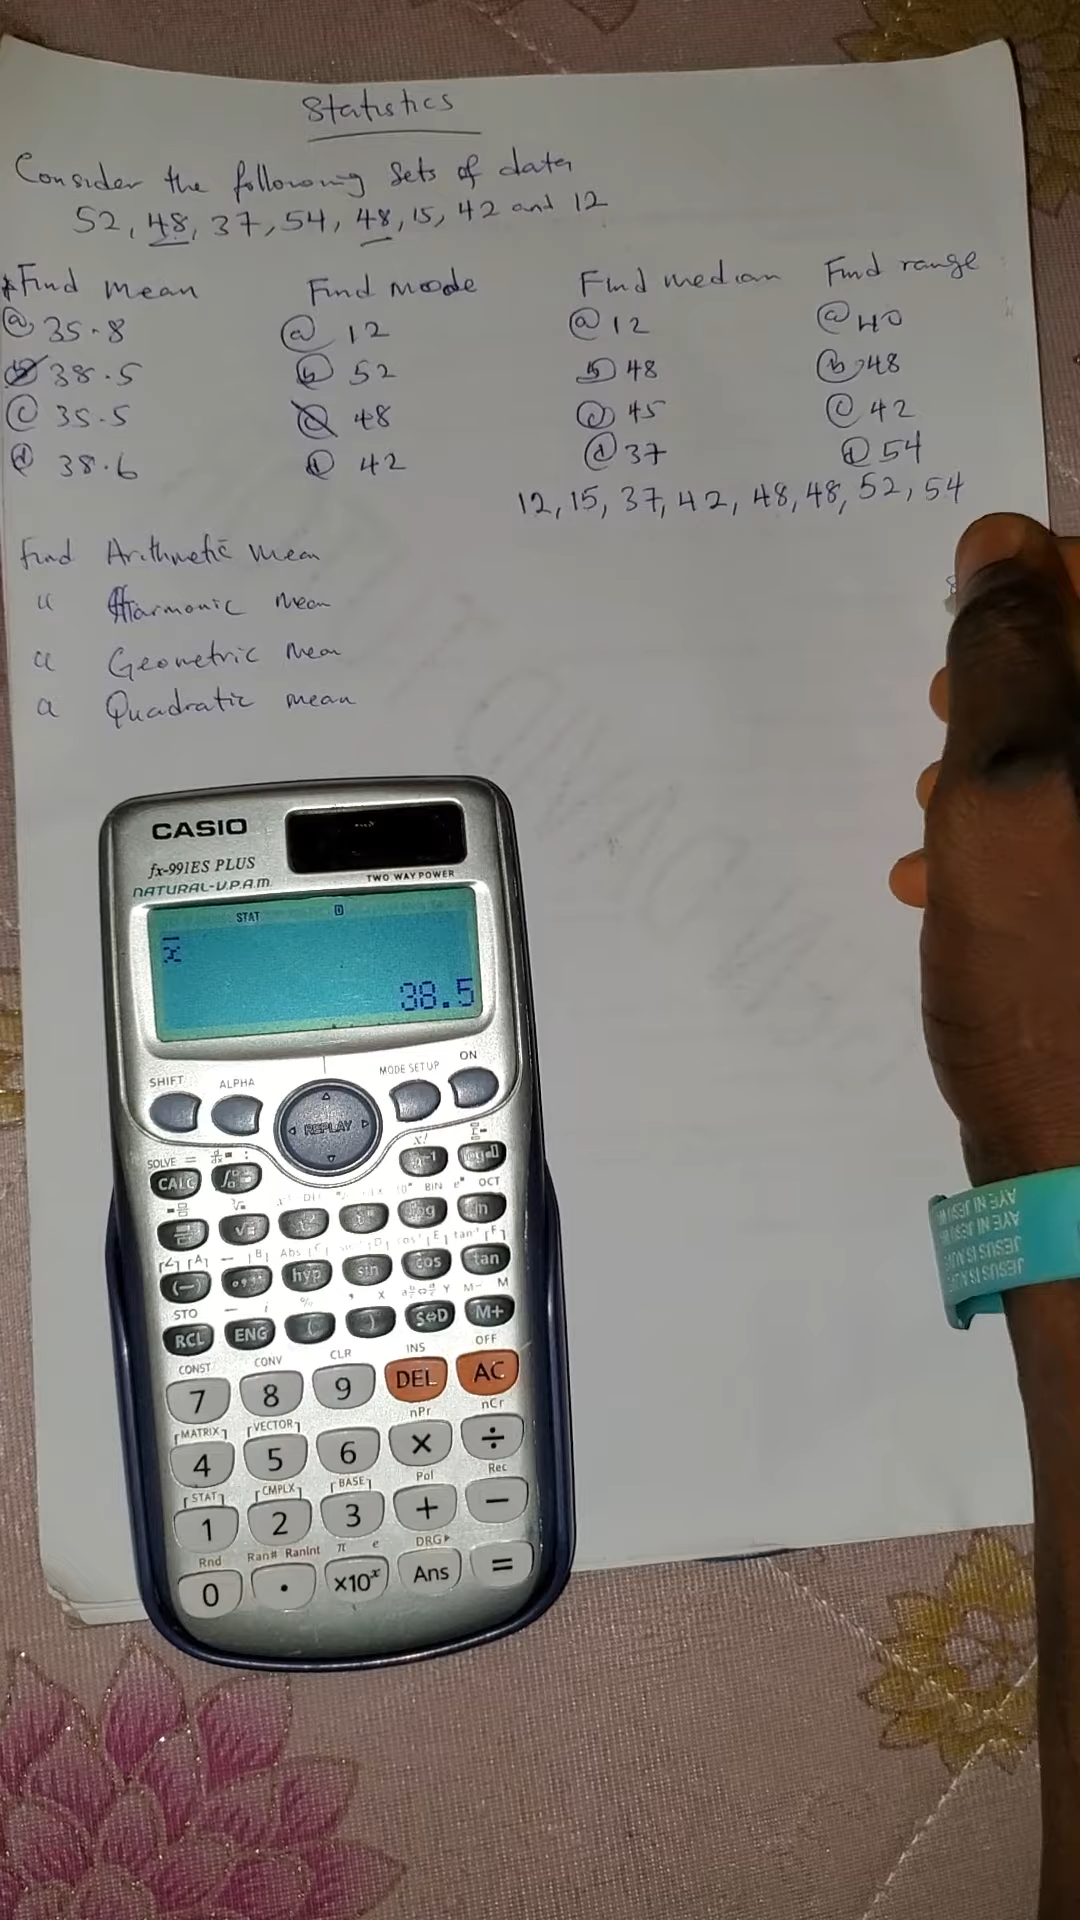 Statistics
Consider the following sets of data
52, 48, 37, 54, 48, 15, 42 and 12
*Find mean
Find mode
Find median
Find range
(a) 35.8
(a) 12
(a) 12
(a) 40
(b) 38.5
(b) 52
(b) 48
(b) 48
(c) 35.5
(c) 48
(c) 45
(c) 42
(d) 38.6
(d) 42
(d) 37
(d) 54
12, 15, 37, 42, 48, 48, 52, 54
find Arithmetic mean
" Harmonic mean
" Geometric mean
" Quadratic mean
CASIO
fx-991ES PLUS
NATURAL-V.P.A.M.
TWO WAY POWER
STAT D
x̄
38.5
SHIFT ALPHA MODE SETUP ON
REPLAY
SOLVE =
CALC
log
ln
hyp sin cos tan
STO
RCL ENG ( ) S⇔D M+
CONST CONV CLR INS OFF
7 8 9 DEL AC
MATRIX VECTOR nPr nCr
4 5 6 × ÷
STAT CMPLX BASE Pol Rec
1 2 3 + −
Rnd Ran# RanInt π e DRG▸
0 . ×10ˣ Ans =
AYE NI JESU
JESUS IS